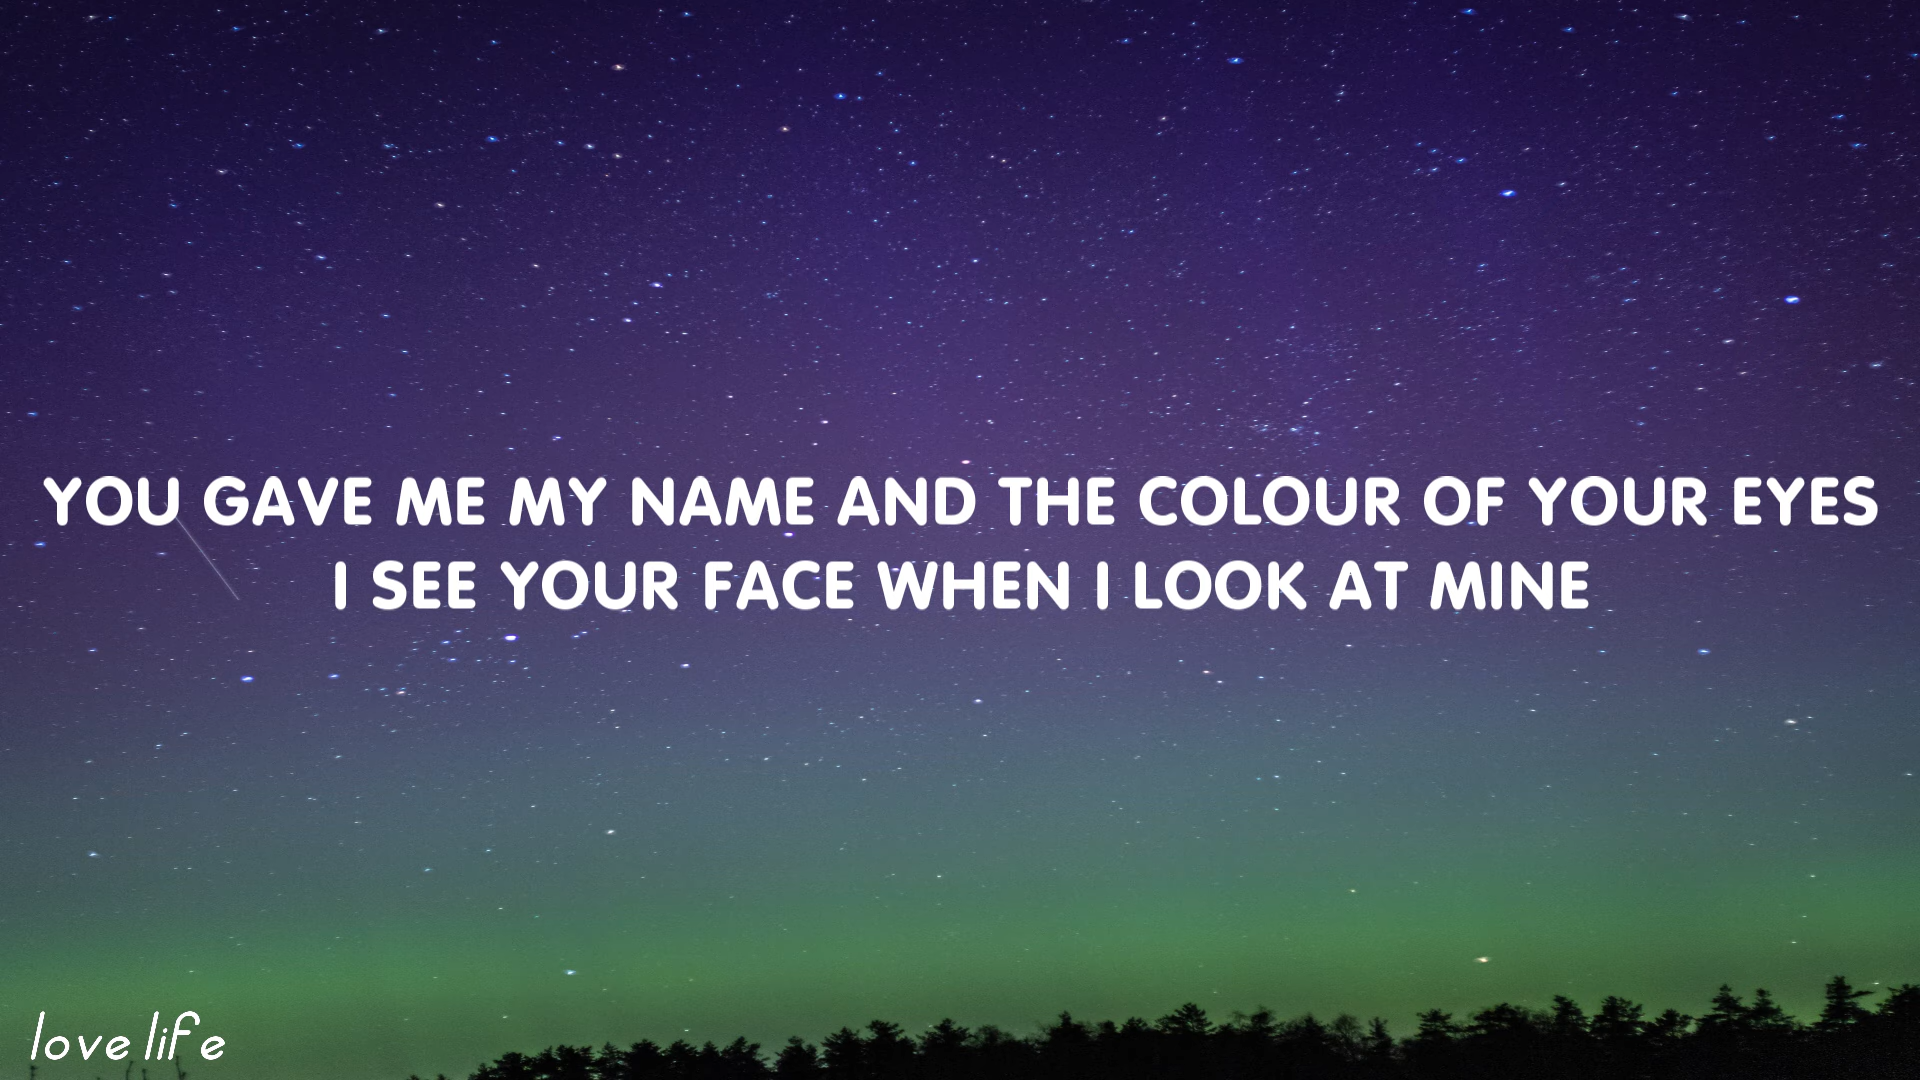 YOU GAVE ME MY NAME AND THE COLOUR OF YOUR EYES
I SEE YOUR FACE WHEN I LOOK AT MINE
love life